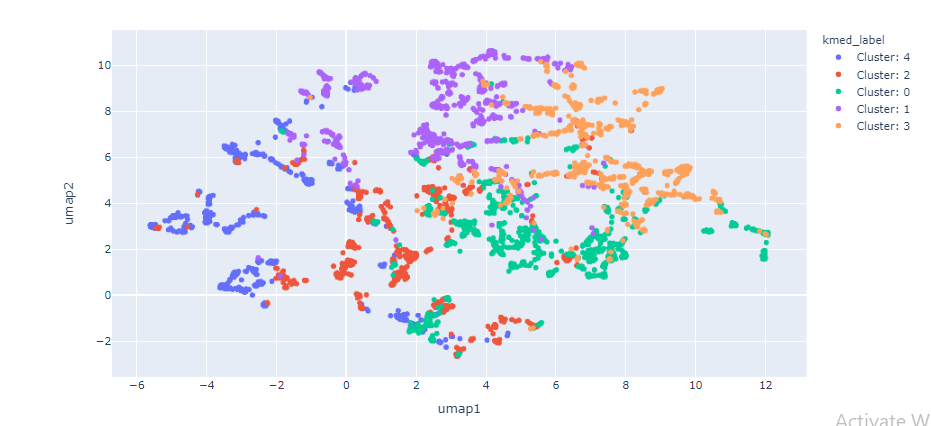 kmed_label
Cluster: 4
Cluster: 2
Cluster: 0
Cluster: 1
Cluster: 3
10
8
6
4
2
0
−2
umap2
−6 −4 −2 0 2 4 6 8 10 12
umap1
Activate W